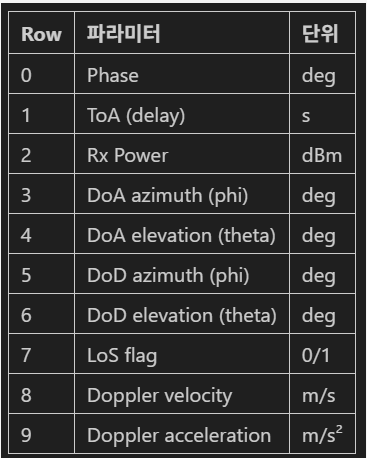 Row 파라미터 단위
0 Phase deg
1 ToA (delay) s
2 Rx Power dBm
3 DoA azimuth (phi) deg
4 DoA elevation (theta) deg
5 DoD azimuth (phi) deg
6 DoD elevation (theta) deg
7 LoS flag 0/1
8 Doppler velocity m/s
9 Doppler acceleration m/s²